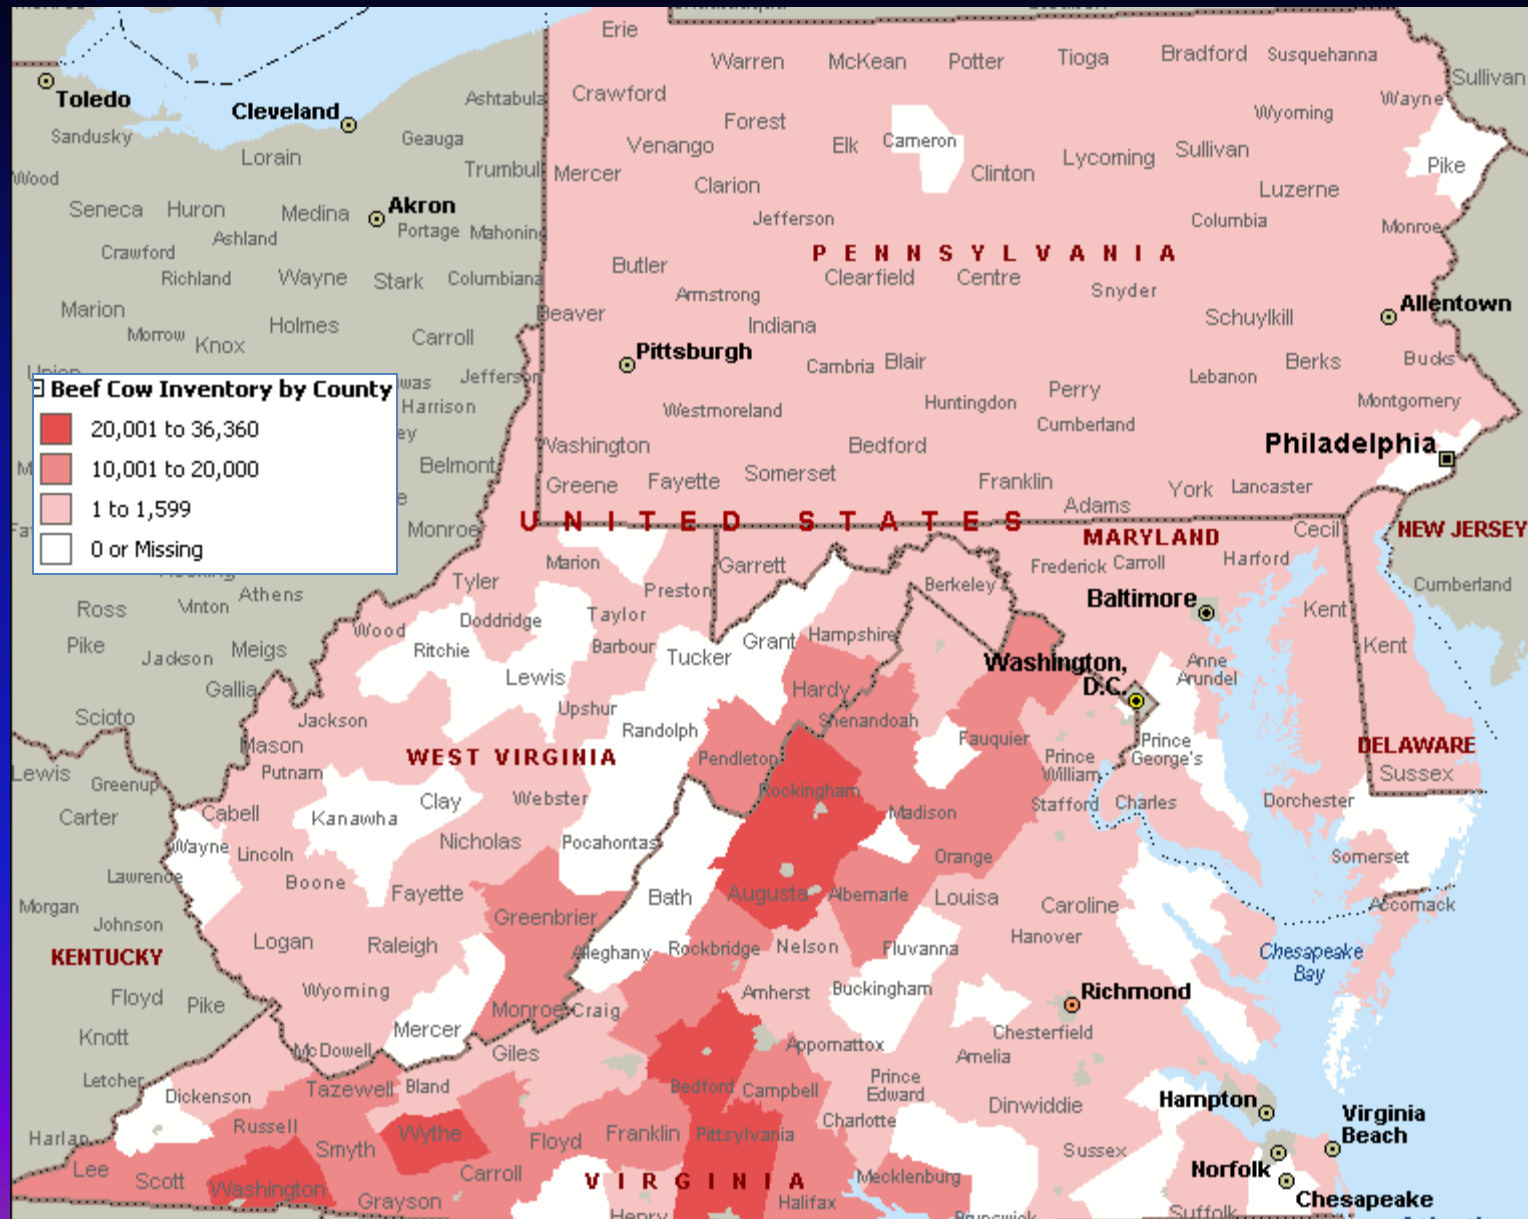 Erie
Warren
McKean
Potter
Tioga
Bradford
Susquehanna
Sullivan
Toledo
Cleveland
Ashtabula
Crawford
Wayne
Wyoming
Sandusky
Geauga
Forest
Lorain
Venango
Elk
Cameron
Lycoming
Sullivan
Pike
Wood
Trumbull
Mercer
Clarion
Clinton
Luzerne
Seneca
Huron
Medina
Akron
Portage
Mahoning
Jefferson
Columbia
Monroe
Ashland
Crawford
PENNSYLVANIA
Richland
Wayne
Stark
Columbiana
Butler
Clearfield
Centre
Armstrong
Snyder
Marion
Holmes
Beaver
Indiana
Schuylkill
Allentown
Morrow
Knox
Carroll
Pittsburgh
Cambria
Blair
Berks
Bucks
Union
Jefferson
Lebanon
Beef Cow Inventory by County
20,001 to 36,360
10,001 to 20,000
1 to 1,599
0 or Missing
was
Harrison
ey
Westmoreland
Huntingdon
Perry
Montgomery
Cumberland
Washington
Bedford
Philadelphia
Belmont
Greene
Fayette
Somerset
Franklin
York
Lancaster
Adams
Monroe
UNITED STATES
MARYLAND
Cecil
NEW JERSEY
Marion
Garrett
Frederick
Carroll
Harford
Athens
Tyler
Preston
Berkeley
Cumberland
Ross
Vinton
Doddridge
Taylor
Baltimore
Kent
Pike
Jackson
Meigs
Wood
Ritchie
Barbour
Tucker
Grant
Hampshire
Kent
Gallia
Lewis
Washington,
D.C.
Anne
Arundel
Scioto
Jackson
Upshur
Hardy
Randolph
Shenandoah
Mason
WEST VIRGINIA
Pendleton
Fauquier
Prince
William
Prince
George's
DELAWARE
Lewis
Greenup
Putnam
Sussex
Carter
Cabell
Kanawha
Clay
Webster
Rockingham
Madison
Stafford
Charles
Dorchester
Wayne
Lincoln
Nicholas
Pocahontas
Orange
Somerset
Lawrence
Boone
Fayette
Bath
Augusta
Albemarle
Louisa
Caroline
Accomack
Morgan
Johnson
Greenbrier
Hanover
KENTUCKY
Logan
Raleigh
Alleghany
Rockbridge
Nelson
Fluvanna
Chesapeake
Bay
Floyd
Pike
Wyoming
Monroe
Craig
Amherst
Buckingham
Richmond
Knott
Mercer
Chesterfield
McDowell
Giles
Appomattox
Amelia
Letcher
Dickenson
Tazewell
Bland
Bedford
Campbell
Prince
Edward
Dinwiddie
Hampton
Virginia
Beach
Harlan
Russell
Smyth
Wythe
Floyd
Franklin
Pittsylvania
Charlotte
Sussex
Lee
Scott
Washington
Grayson
Carroll
VIRGINIA
Mecklenburg
Norfolk
Chesapeake
Henry
Halifax
Brunswick
Suffolk